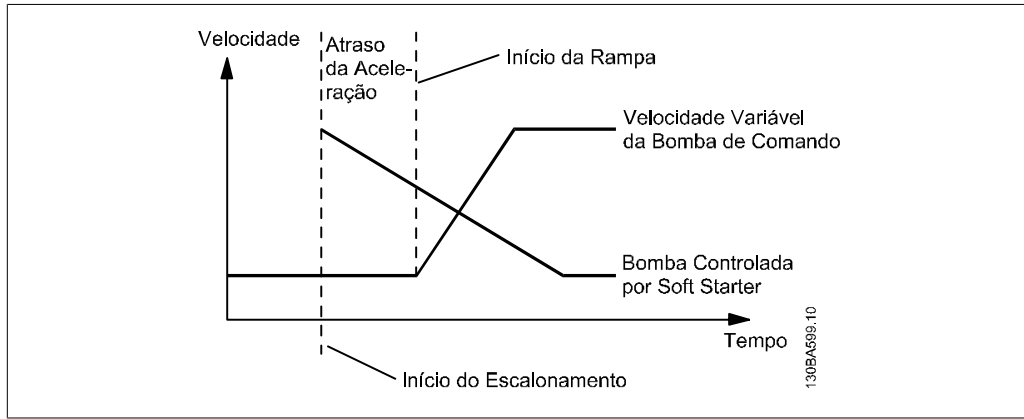 Velocidade
Atraso
da Acele-
ração
Início da Rampa
Velocidade Variável
da Bomba de Comando
Bomba Controlada
por Soft Starter
Tempo
Início do Escalonamento
130BA599.10